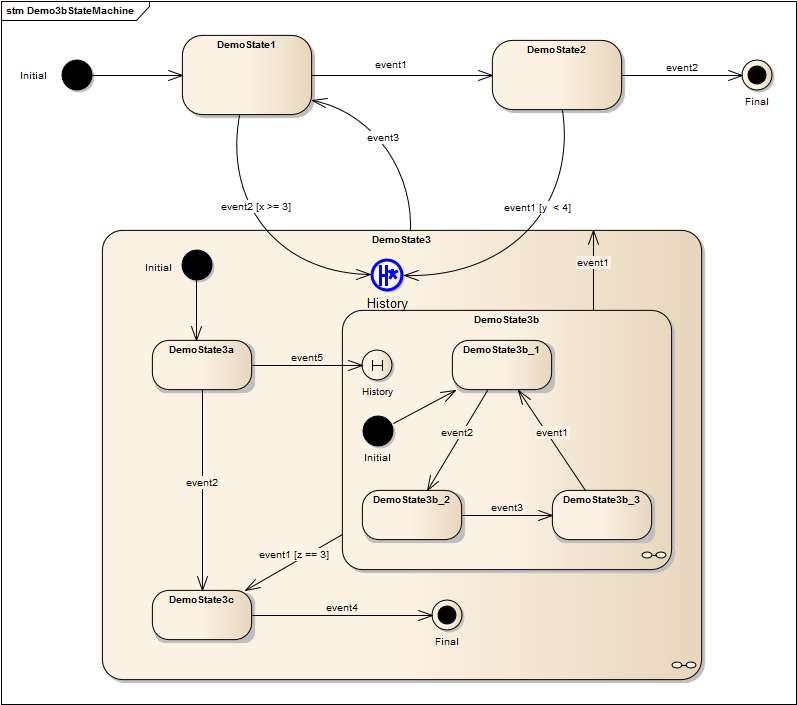 stm Demo3bStateMachine
DemoState1
DemoState2
event1
event2
Initial
Final
event3
event2 [x >= 3]
event1 [y  < 4]
DemoState3
Initial
H*
event1
History
DemoState3b
DemoState3a
DemoState3b_1
event5
H
History
event2
event1
Initial
event2
DemoState3b_2
DemoState3b_3
event3
event1 [z == 3]
DemoState3c
event4
Final